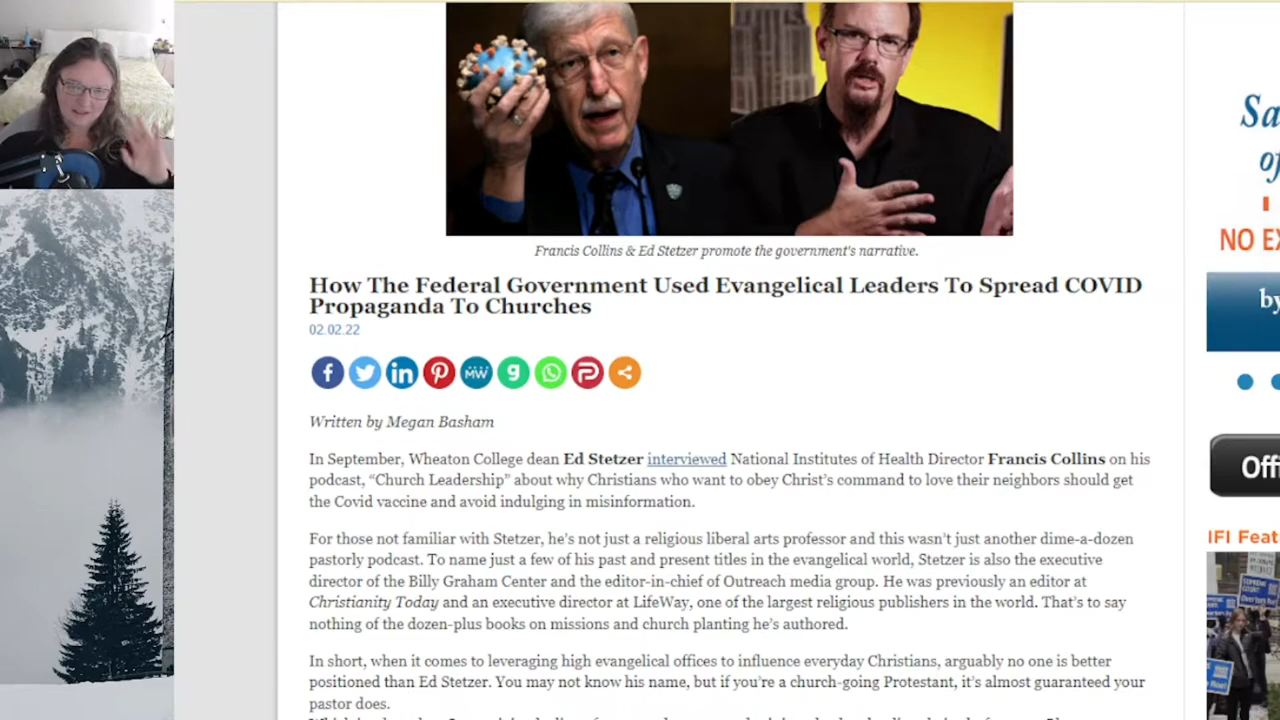 Francis Collins & Ed Stetzer promote the government's narrative.
How The Federal Government Used Evangelical Leaders To Spread COVID
Propaganda To Churches
02.02.22
MW
Written by Megan Basham
In September, Wheaton College dean Ed Stetzer interviewed National Institutes of Health Director Francis Collins on his
podcast, “Church Leadership” about why Christians who want to obey Christ’s command to love their neighbors should get
the Covid vaccine and avoid indulging in misinformation.
For those not familiar with Stetzer, he’s not just a religious liberal arts professor and this wasn’t just another dime-a-dozen
pastorly podcast. To name just a few of his past and present titles in the evangelical world, Stetzer is also the executive
director of the Billy Graham Center and the editor-in-chief of Outreach media group. He was previously an editor at
Christianity Today and an executive director at LifeWay, one of the largest religious publishers in the world. That’s to say
nothing of the dozen-plus books on missions and church planting he’s authored.
In short, when it comes to leveraging high evangelical offices to influence everyday Christians, arguably no one is better
positioned than Ed Stetzer. You may not know his name, but if you’re a church-going Protestant, it’s almost guaranteed your
pastor does.
Sa
of
NO EX
by
Offi
IFI Feat